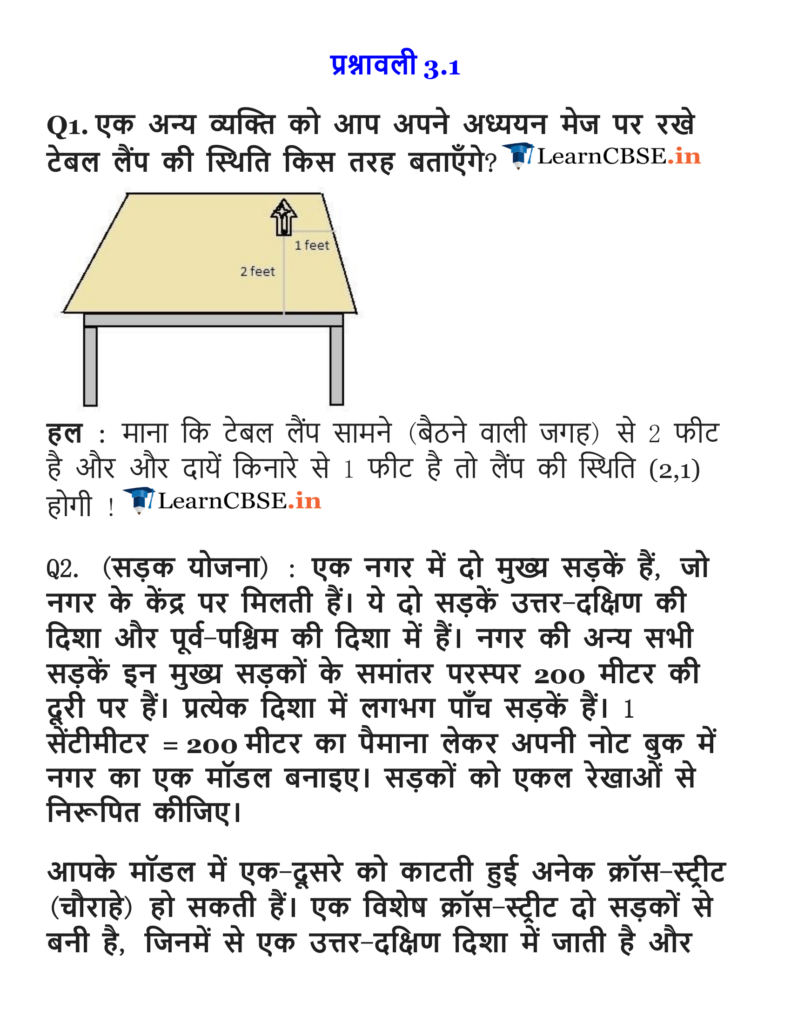 प्रश्नावली 3.1
Q1. एक अन्य व्यक्ति को आप अपने अध्ययन मेज पर रखे
टेबल लैंप की स्थिति किस तरह बताएँगे? LearnCBSE.in
1 feet
2 feet
हल : माना कि टेबल लैंप सामने (बैठने वाली जगह) से 2 फीट
है और और दायें किनारे से 1 फीट है तो लैंप की स्थिति (2,1)
होगी ! LearnCBSE.in
Q2. (सड़क योजना) : एक नगर में दो मुख्य सड़कें हैं, जो
नगर के केंद्र पर मिलती हैं। ये दो सड़कें उत्तर-दक्षिण की
दिशा और पूर्व-पश्चिम की दिशा में हैं। नगर की अन्य सभी
सड़कें इन मुख्य सड़कों के समांतर परस्पर 200 मीटर की
दूरी पर हैं। प्रत्येक दिशा में लगभग पाँच सड़कें हैं। 1
सेंटीमीटर = 200 मीटर का पैमाना लेकर अपनी नोट बुक में
नगर का एक मॉडल बनाइए। सड़कों को एकल रेखाओं से
निरूपित कीजिए।
आपके मॉडल में एक-दूसरे को काटती हुई अनेक क्रॉस-स्ट्रीट
(चौराहे) हो सकती हैं। एक विशेष क्रॉस-स्ट्रीट दो सड़कों से
बनी है, जिनमें से एक उत्तर-दक्षिण दिशा में जाती है और